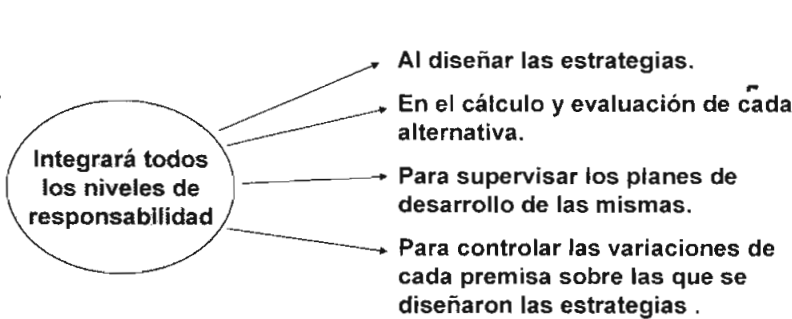 Integrará todos
los niveles de
responsabilidad
Al diseñar las estrategias.
En el cálculo y evaluación de cada
alternativa.
Para supervisar los planes de
desarrollo de las mismas.
Para controlar las variaciones de
cada premisa sobre las que se
diseñaron las estrategias .